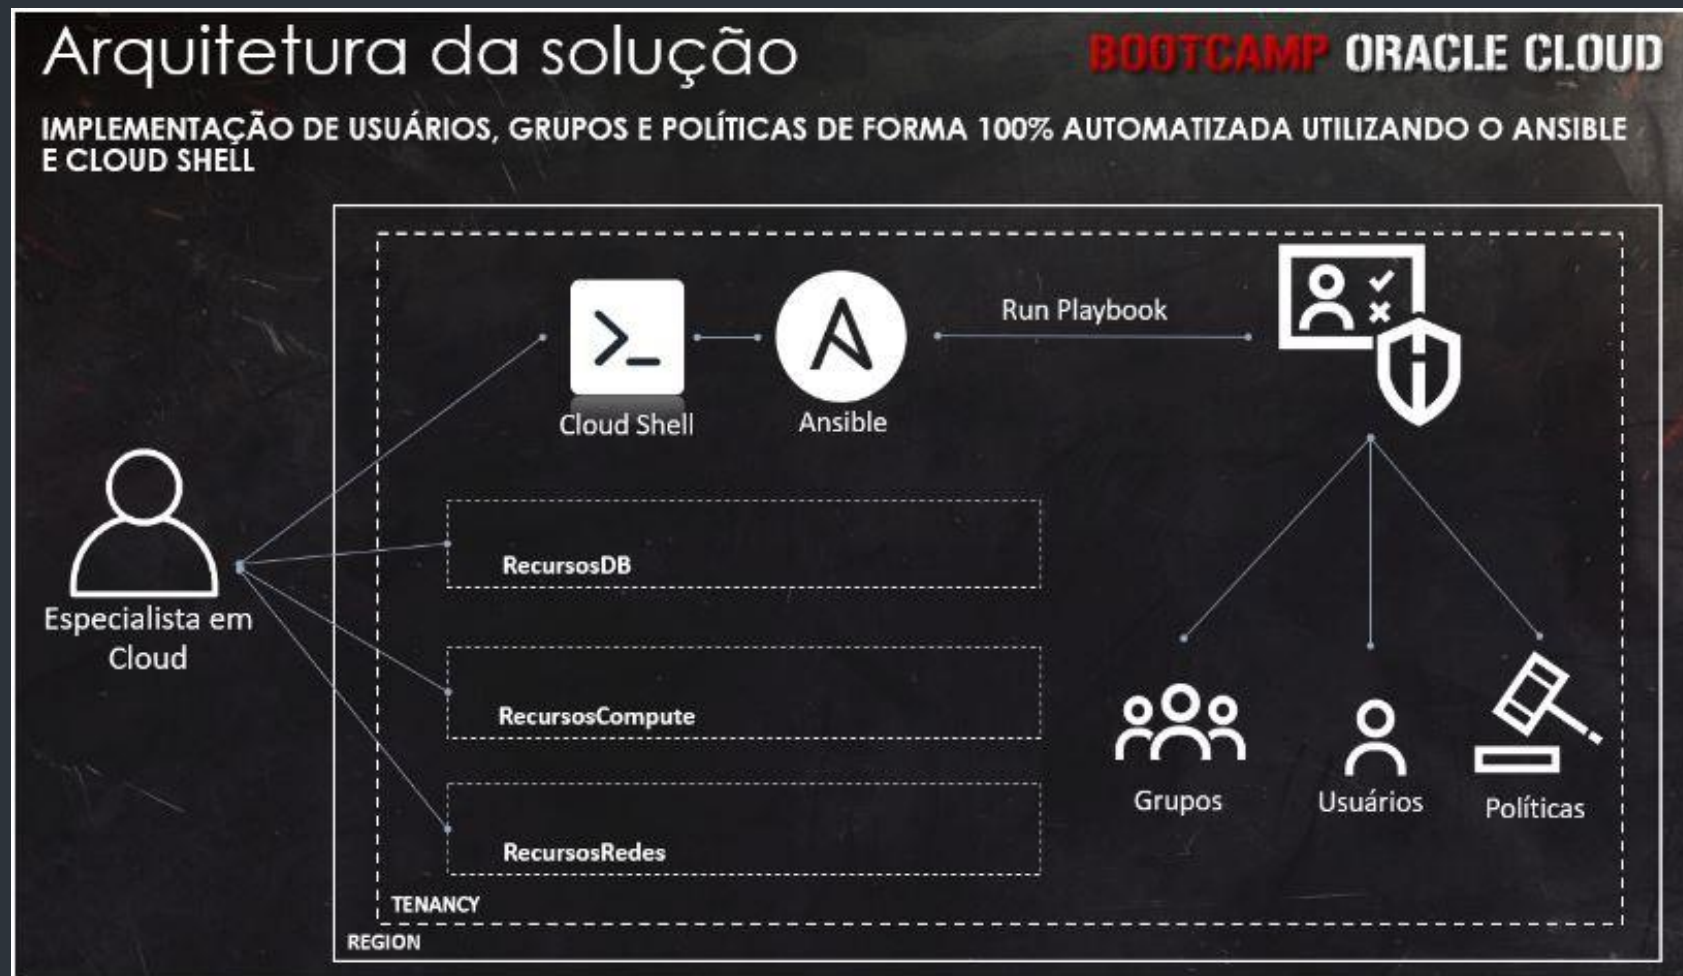 Arquitetura da solução
BOOTCAMP ORACLE CLOUD
IMPLEMENTAÇÃO DE USUÁRIOS, GRUPOS E POLÍTICAS DE FORMA 100% AUTOMATIZADA UTILIZANDO O ANSIBLE
E CLOUD SHELL
Run Playbook
Cloud Shell
Ansible
Especialista em
Cloud
RecursosDB
RecursosCompute
RecursosRedes
Grupos
Usuários
Políticas
TENANCY
REGION